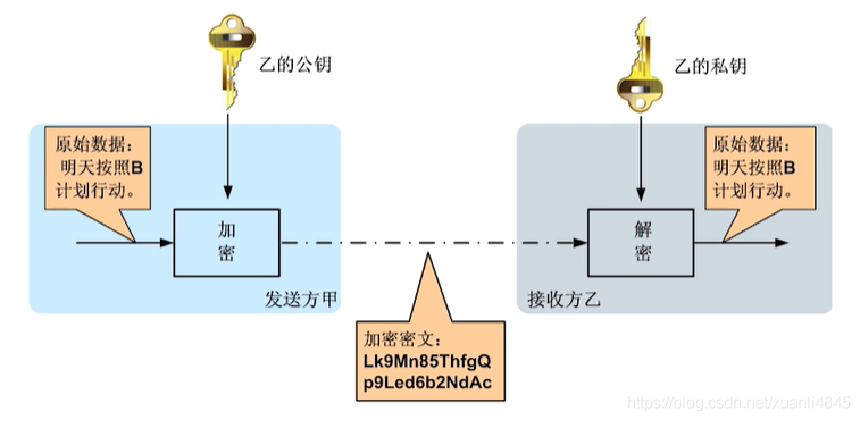 乙的公钥
乙的私钥
原始数据：
明天按照B
计划行动。
加
密
发送方甲
加密密文：
Lk9Mn85ThfgQ
p9Led6b2NdAc
解
密
接收方乙
原始数据：
明天按照B
计划行动。
https://blog.csdn.net/xuanli4845